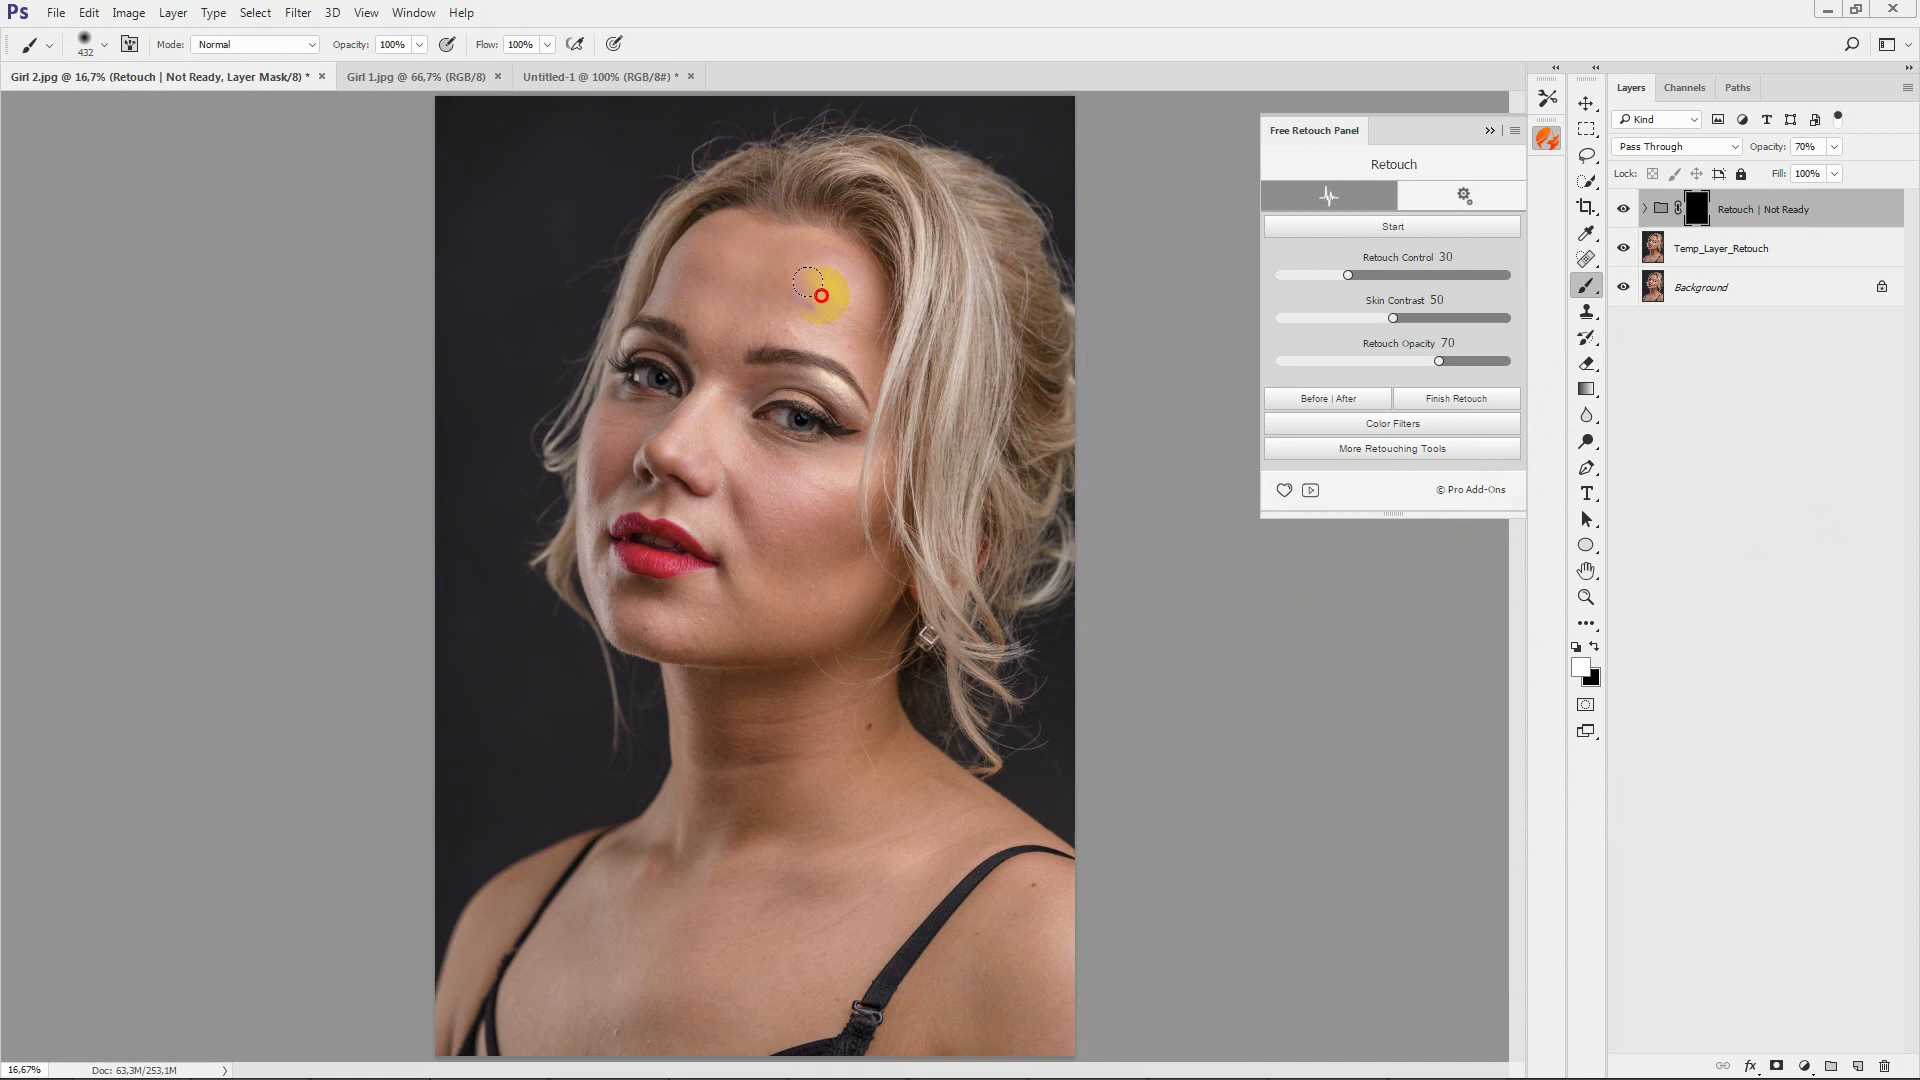 Ps File Edit Image Layer Type Select Filter 3D View Window Help
432 Mode: Normal Opacity: 100% Flow: 100%
Girl 2.jpg @ 16,7% (Retouch | Not Ready, Layer Mask/8) * × Girl 1.jpg @ 66,7% (RGB/8) × Untitled-1 @ 100% (RGB/8#) * ×
Free Retouch Panel
Retouch
Start
Retouch Control 30
Skin Contrast 50
Retouch Opacity 70
Before | After Finish Retouch
Color Filters
More Retouching Tools
© Pro Add-Ons
Layers Channels Paths
Kind
Pass Through Opacity: 70%
Lock: Fill: 100%
Retouch | Not Ready
Temp_Layer_Retouch
Background
fx
16,67% Doc: 63,3M/253,1M